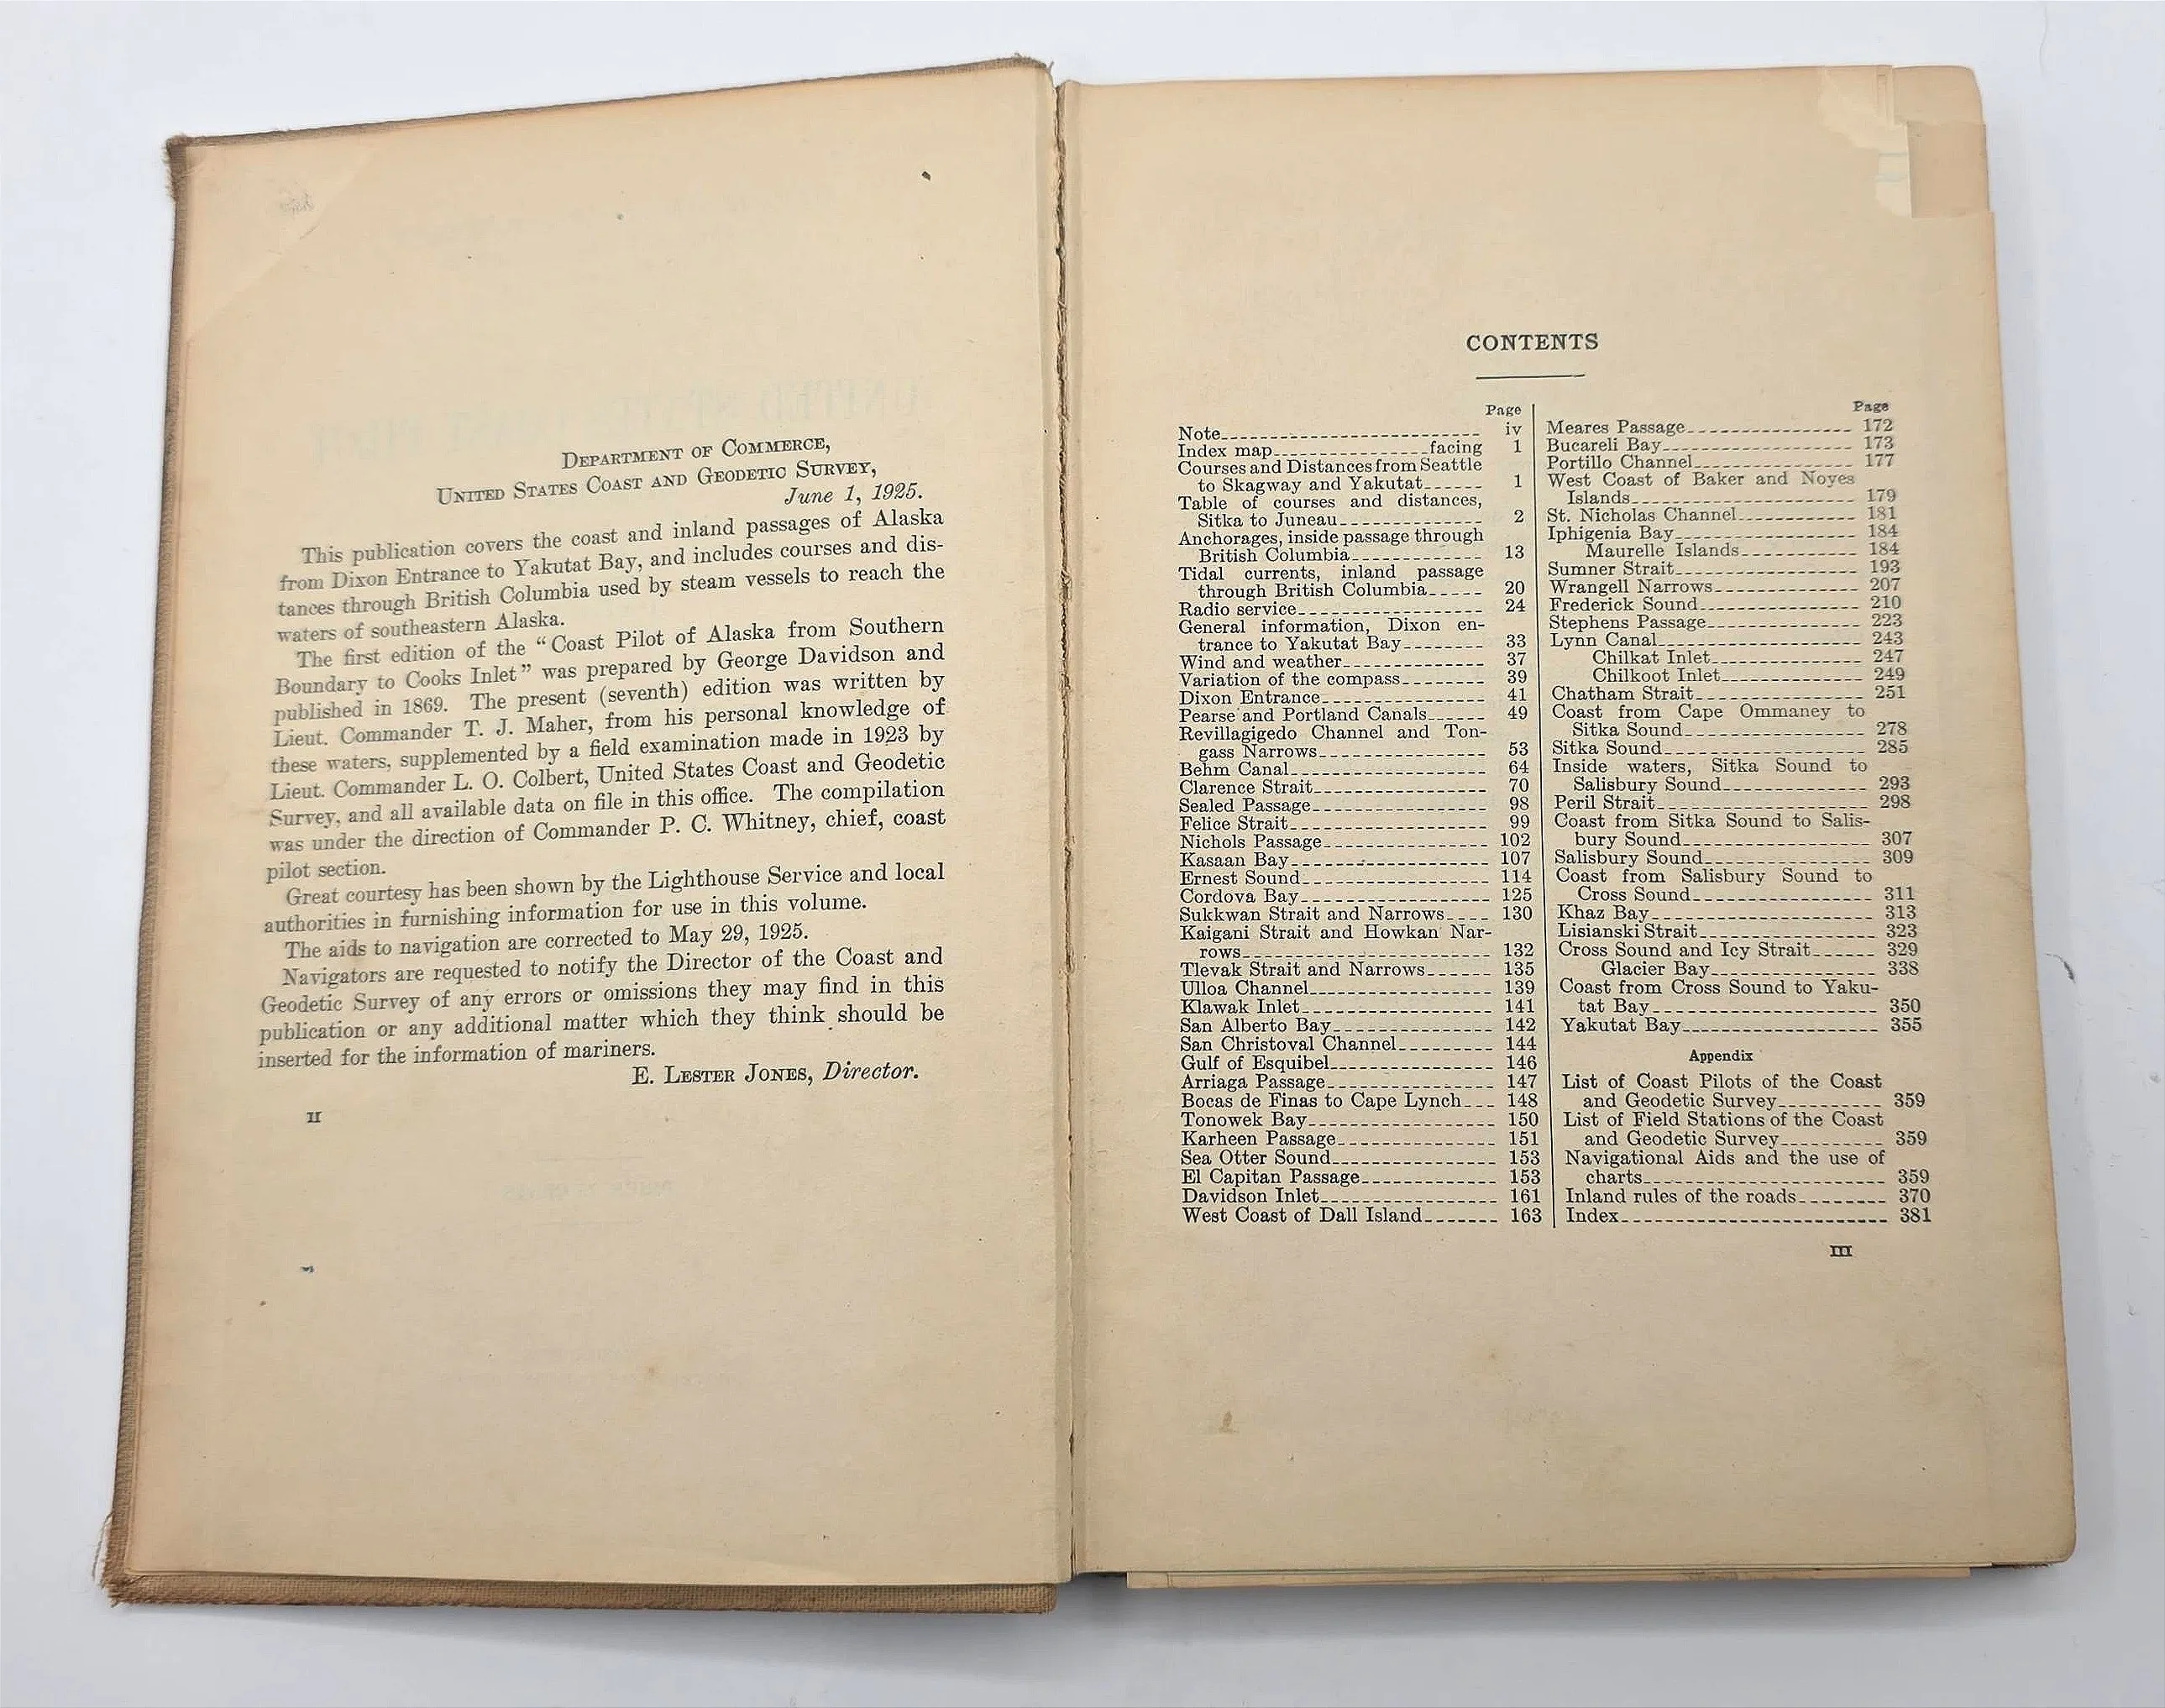 DEPARTMENT OF COMMERCE,
UNITED STATES COAST AND GEODETIC SURVEY,
June 1, 1925.
This publication covers the coast and inland passages of Alaska
from Dixon Entrance to Yakutat Bay, and includes courses and dis-
tances through British Columbia used by steam vessels to reach the
waters of southeastern Alaska.
The first edition of the "Coast Pilot of Alaska from Southern
Boundary to Cooks Inlet" was prepared by George Davidson and
published in 1869. The present (seventh) edition was written by
Lieut. Commander T. J. Maher, from his personal knowledge of
these waters, supplemented by a field examination made in 1923 by
Lieut. Commander L. O. Colbert, United States Coast and Geodetic
Survey, and all available data on file in this office. The compilation
was under the direction of Commander P. C. Whitney, chief, coast
pilot section.
Great courtesy has been shown by the Lighthouse Service and local
authorities in furnishing information for use in this volume.
The aids to navigation are corrected to May 29, 1925.
Navigators are requested to notify the Director of the Coast and
Geodetic Survey of any errors or omissions they may find in this
publication or any additional matter which they think should be
inserted for the information of mariners.
E. LESTER JONES, Director.
II
CONTENTS
Page
Note iv
Index map facing 1
Courses and Distances from Seattle
to Skagway and Yakutat 1
Table of courses and distances,
Sitka to Juneau 2
Anchorages, inside passage through
British Columbia 13
Tidal currents, inland passage
through British Columbia 20
Radio service 24
General information, Dixon en-
trance to Yakutat Bay 33
Wind and weather 37
Variation of the compass 39
Dixon Entrance 41
Pearse and Portland Canals 49
Revillagigedo Channel and Ton-
gass Narrows 53
Behm Canal 64
Clarence Strait 70
Sealed Passage 98
Felice Strait 99
Nichols Passage 102
Kasaan Bay 107
Ernest Sound 114
Cordova Bay 125
Sukkwan Strait and Narrows 130
Kaigani Strait and Howkan Nar-
rows 132
Tlevak Strait and Narrows 135
Ulloa Channel 139
Klawak Inlet 141
San Alberto Bay 142
San Christoval Channel 144
Gulf of Esquibel 146
Arriaga Passage 147
Bocas de Finas to Cape Lynch 148
Tonowek Bay 150
Karheen Passage 151
Sea Otter Sound 153
El Capitan Passage 153
Davidson Inlet 161
West Coast of Dall Island 163
Page
Meares Passage 172
Bucareli Bay 173
Portillo Channel 177
West Coast of Baker and Noyes
Islands 179
St. Nicholas Channel 181
Iphigenia Bay 184
Maurelle Islands 184
Sumner Strait 193
Wrangell Narrows 207
Frederick Sound 210
Stephens Passage 223
Lynn Canal 243
Chilkat Inlet 247
Chilkoot Inlet 249
Chatham Strait 251
Coast from Cape Ommaney to
Sitka Sound 278
Sitka Sound 285
Inside waters, Sitka Sound to
Salisbury Sound 293
Peril Strait 298
Coast from Sitka Sound to Salis-
bury Sound 307
Salisbury Sound 309
Coast from Salisbury Sound to
Cross Sound 311
Khaz Bay 313
Lisianski Strait 323
Cross Sound and Icy Strait 329
Glacier Bay 338
Coast from Cross Sound to Yaku-
tat Bay 350
Yakutat Bay 355
Appendix
List of Coast Pilots of the Coast
and Geodetic Survey 359
List of Field Stations of the Coast
and Geodetic Survey 359
Navigational Aids and the use of
charts 359
Inland rules of the roads 370
Index 381
III